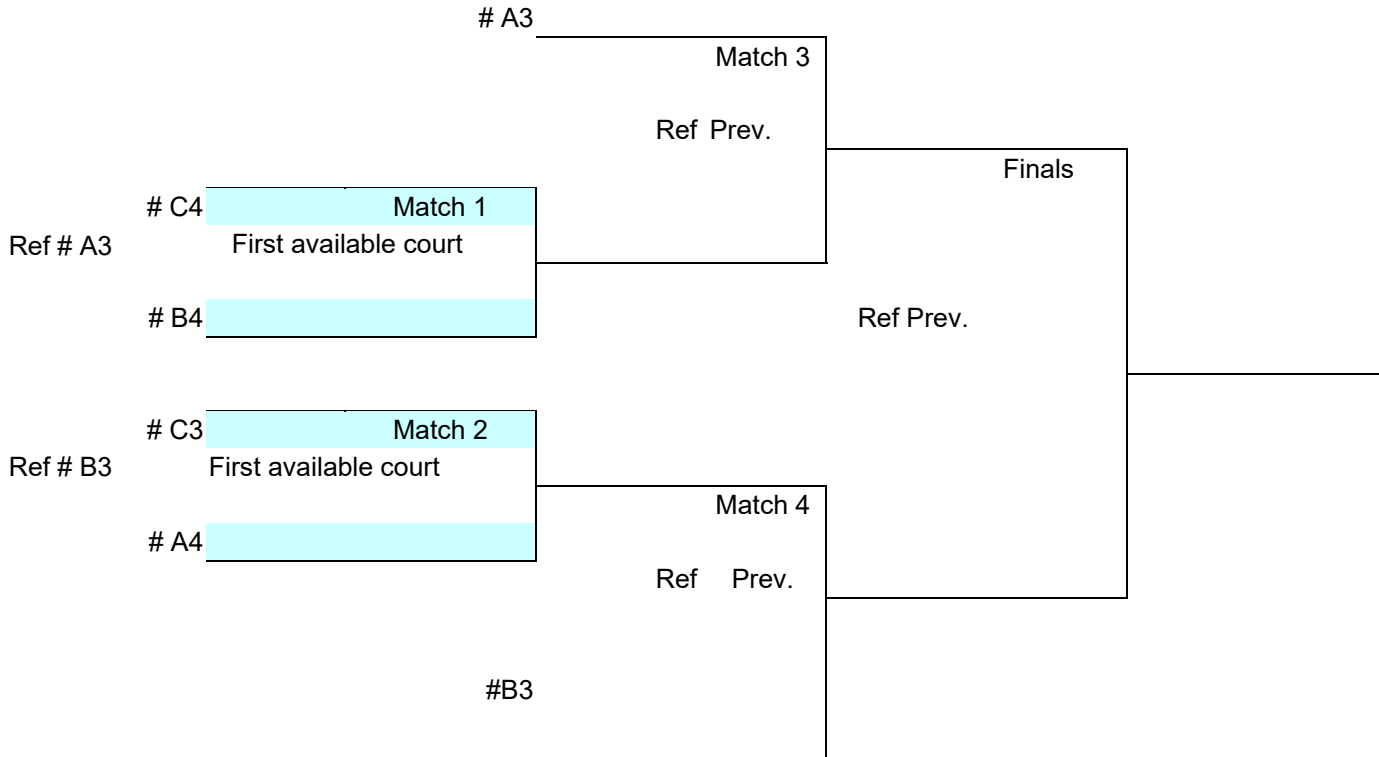 # A3
Match 3
Ref Prev.
Finals
# C4 Match 1
Ref # A3 First available court
# B4 Ref Prev.
# C3 Match 2
Ref # B3 First available court
Match 4
# A4
Ref Prev.
#B3